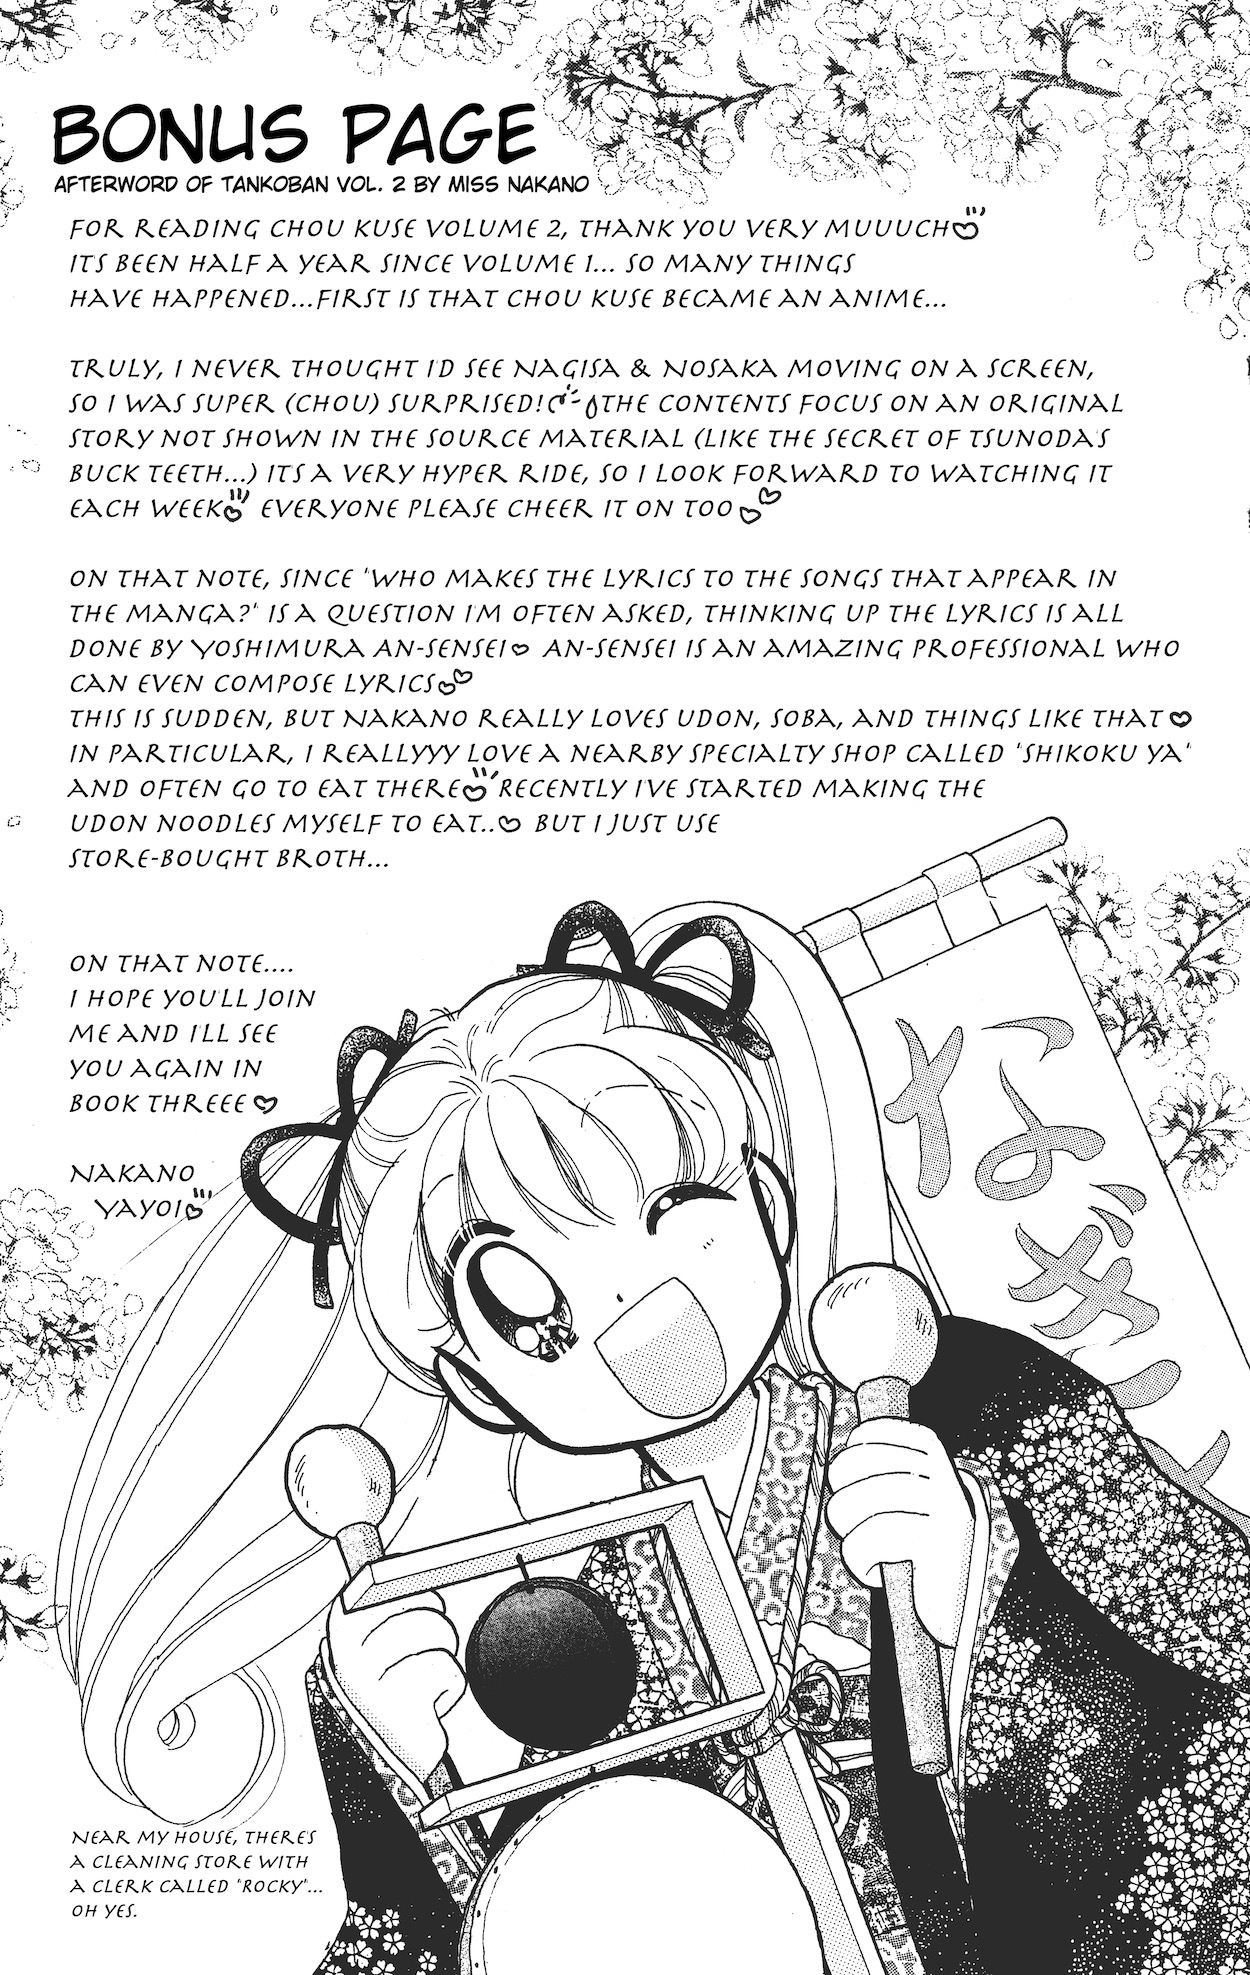 BONUS PAGE
AFTERWORD OF TANKOBAN VOL. 2 BY MISS NAKANO
FOR READING CHOU KUSE VOLUME 2, THANK YOU VERY MUUUCH♡
ITS BEEN HALF A YEAR SINCE VOLUME 1... SO MANY THINGS
HAVE HAPPENED...FIRST IS THAT CHOU KUSE BECAME AN ANIME...
TRULY, I NEVER THOUGHT I'D SEE NAGISA & NOSAKA MOVING ON A SCREEN,
SO I WAS SUPER (CHOU) SURPRISED! THE CONTENTS FOCUS ON AN ORIGINAL
STORY NOT SHOWN IN THE SOURCE MATERIAL (LIKE THE SECRET OF TSUNODA'S
BUCK TEETH...) ITS A VERY HYPER RIDE, SO I LOOK FORWARD TO WATCHING IT
EACH WEEK♡ EVERYONE PLEASE CHEER IT ON TOO♡♡
ON THAT NOTE, SINCE 'WHO MAKES THE LYRICS TO THE SONGS THAT APPEAR IN
THE MANGA?' IS A QUESTION I'M OFTEN ASKED, THINKING UP THE LYRICS IS ALL
DONE BY YOSHIMURA AN-SENSEI♡ AN-SENSEI IS AN AMAZING PROFESSIONAL WHO
CAN EVEN COMPOSE LYRICS♡♡
THIS IS SUDDEN, BUT NAKANO REALLY LOVES UDON, SOBA, AND THINGS LIKE THAT♡
IN PARTICULAR, I REALLYYY LOVE A NEARBY SPECIALTY SHOP CALLED 'SHIKOKU YA'
AND OFTEN GO TO EAT THERE♡ RECENTLY I'VE STARTED MAKING THE
UDON NOODLES MYSELF TO EAT..♡ BUT I JUST USE
STORE-BOUGHT BROTH...
ON THAT NOTE....
I HOPE YOU'LL JOIN
ME AND I'LL SEE
YOU AGAIN IN
BOOK THREEE♡
NAKANO
YAYOI♡
なぎさ
NEAR MY HOUSE, THERE'S
A CLEANING STORE WITH
A CLERK CALLED "ROCKY"...
OH YES.